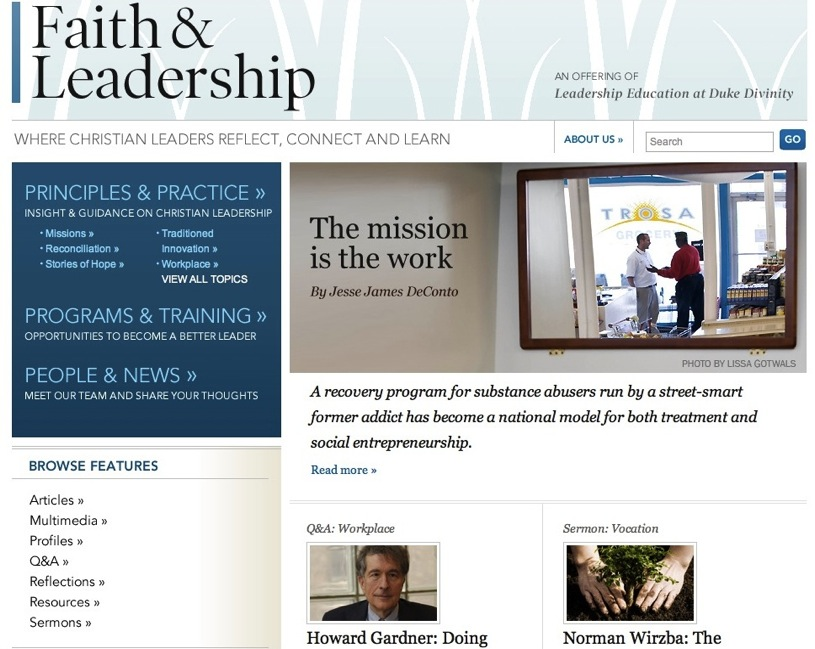 Faith &
Leadership
AN OFFERING OF
Leadership Education at Duke Divinity
WHERE CHRISTIAN LEADERS REFLECT, CONNECT AND LEARN
ABOUT US »
Search
GO
PRINCIPLES & PRACTICE »
INSIGHT & GUIDANCE ON CHRISTIAN LEADERSHIP
• Missions »
• Reconciliation »
• Stories of Hope »
• Traditional
Innovation »
• Workplace »
VIEW ALL TOPICS
PROGRAMS & TRAINING »
OPPORTUNITIES TO BECOME A BETTER LEADER
PEOPLE & NEWS »
MEET OUR TEAM AND SHARE YOUR THOUGHTS
BROWSE FEATURES
Articles »
Multimedia »
Profiles »
Q&A »
Reflections »
Resources »
Sermons »
The mission
is the work
By Jesse James DeConto
TROSA
GROCERY
PHOTO BY LISSA GOTWALS
A recovery program for substance abusers run by a street-smart
former addict has become a national model for both treatment and
social entrepreneurship.
Read more »
Q&A: Workplace
Howard Gardner: Doing
Sermon: Vocation
Norman Wirzba: The